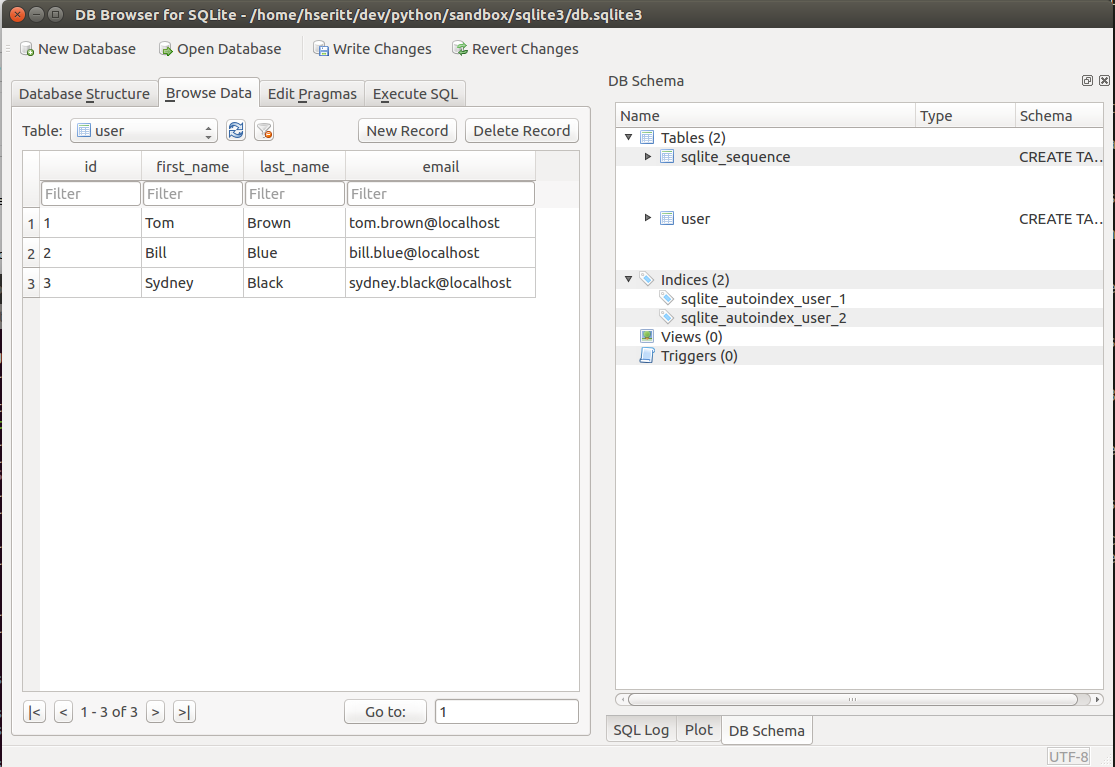 DB Browser for SQLite - /home/hseritt/dev/python/sandbox/sqlite3/db.sqlite3
New Database Open Database Write Changes Revert Changes
Database Structure Browse Data Edit Pragmas Execute SQL
Table: user New Record Delete Record
id first_name last_name email
Filter Filter Filter Filter
1 1 Tom Brown tom.brown@localhost
2 2 Bill Blue bill.blue@localhost
3 3 Sydney Black sydney.black@localhost
|< < 1 - 3 of 3 > >| Go to: 1
DB Schema
Name Type Schema
Tables (2)
sqlite_sequence CREATE TA...
user CREATE TA...
Indices (2)
sqlite_autoindex_user_1
sqlite_autoindex_user_2
Views (0)
Triggers (0)
SQL Log Plot DB Schema
UTF-8